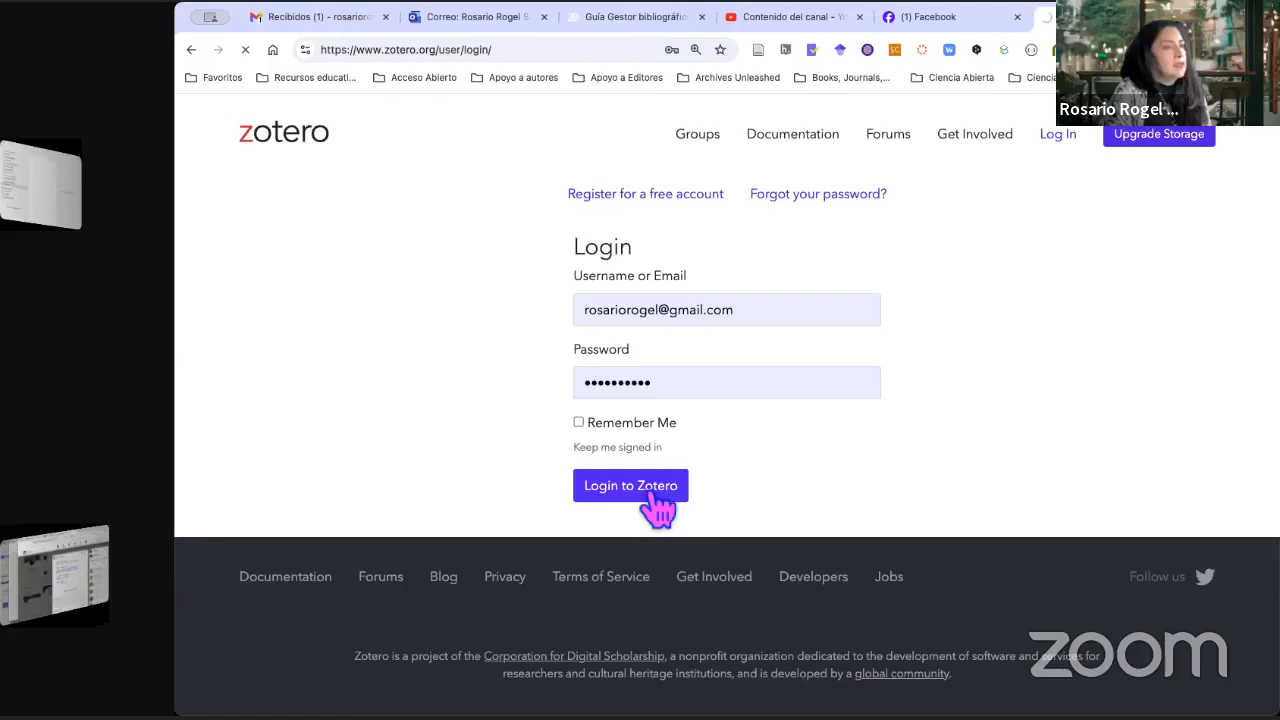 Recibidos (1) - rosarioro
Correo: Rosario Rogel S
Guía Gestor bibliográfic
Contenido del canal - Y
(1) Facebook
https://www.zotero.org/user/login/
Favoritos
Recursos educati...
Acceso Abierto
Apoyo a autores
Apoyo a Editores
Archives Unleashed
Books, Journals,...
Ciencia Abierta
Rosario Rogel ...
zotero
Groups
Documentation
Forums
Get Involved
Log In
Upgrade Storage
Register for a free account
Forgot your password?
Login
Username or Email
rosariorogel@gmail.com
Password
••••••••••
Remember Me
Keep me signed in
Login to Zotero
Documentation
Forums
Blog
Privacy
Terms of Service
Get Involved
Developers
Jobs
Follow us
Zotero is a project of the Corporation for Digital Scholarship, a nonprofit organization dedicated to the development of software and services for
researchers and cultural heritage institutions, and is developed by a global community.
zoom